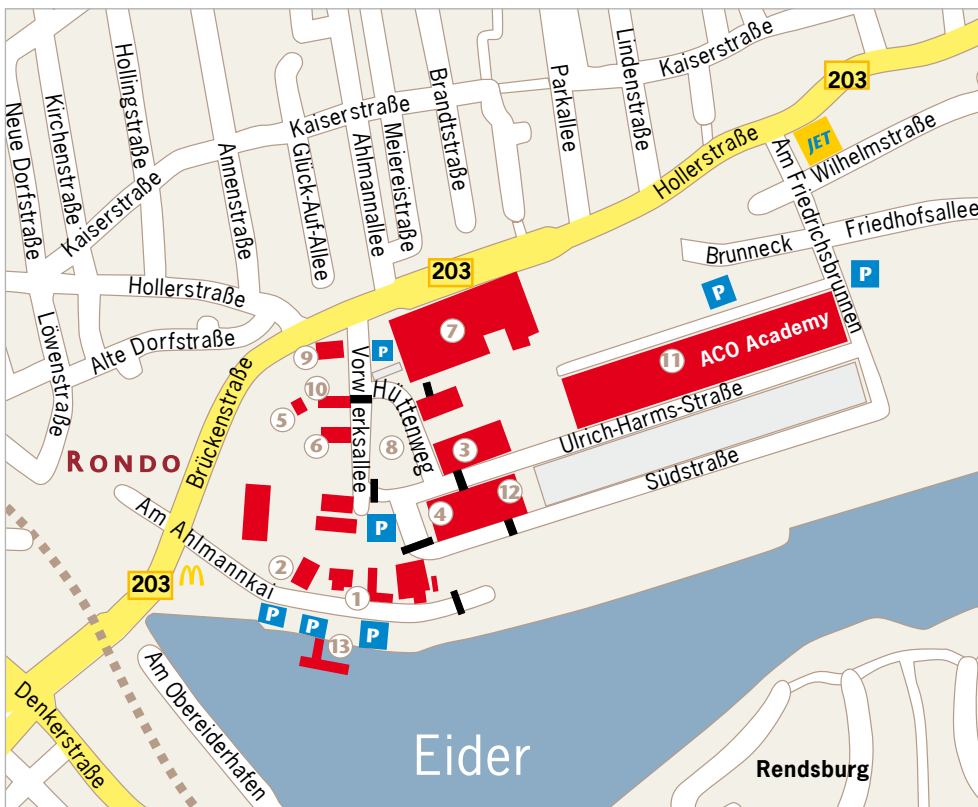 Neue Dorfstraße
Kirchenstraße
Hollingstraße
Kaiserstraße
Annenstraße
Glück-Auf-Allee
Kaiserstraße
Ahlmannallee
Meiereistraße
Brandtstraße
Parkallee
Lindenstraße
Kaiserstraße
203
Hollerstraße
JET
Wilhelmstraße
Am Friedrichsbrunnen
Friedhofsallee
Brunneck
P
P
203
Hollerstraße
Alte Dorfstraße
Löwenstraße
7
9
P
10
5
6
Vorwerksallee
Hüttenweg
8
11
ACO Academy
Ulrich-Harms-Straße
3
12
4
Südstraße
RONDO
Brückenstraße
P
Am Ahlmannkai
2
1
203
P
P
P
13
Am Obereiderhafen
Denkerstraße
Eider
Rendsburg